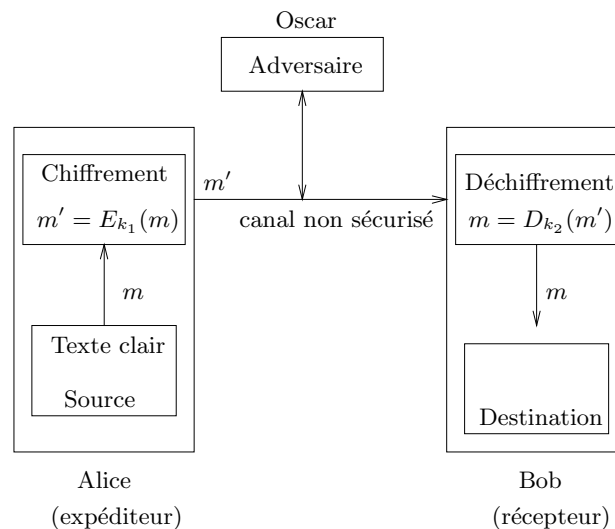 Oscar
Adversaire
Chiffrement
m′ = E_{k_1}(m)
m
Texte clair
Source
m′
canal non sécurisé
Déchiffrement
m = D_{k_2}(m′)
m
Destination
Alice
(expéditeur)
Bob
(récepteur)